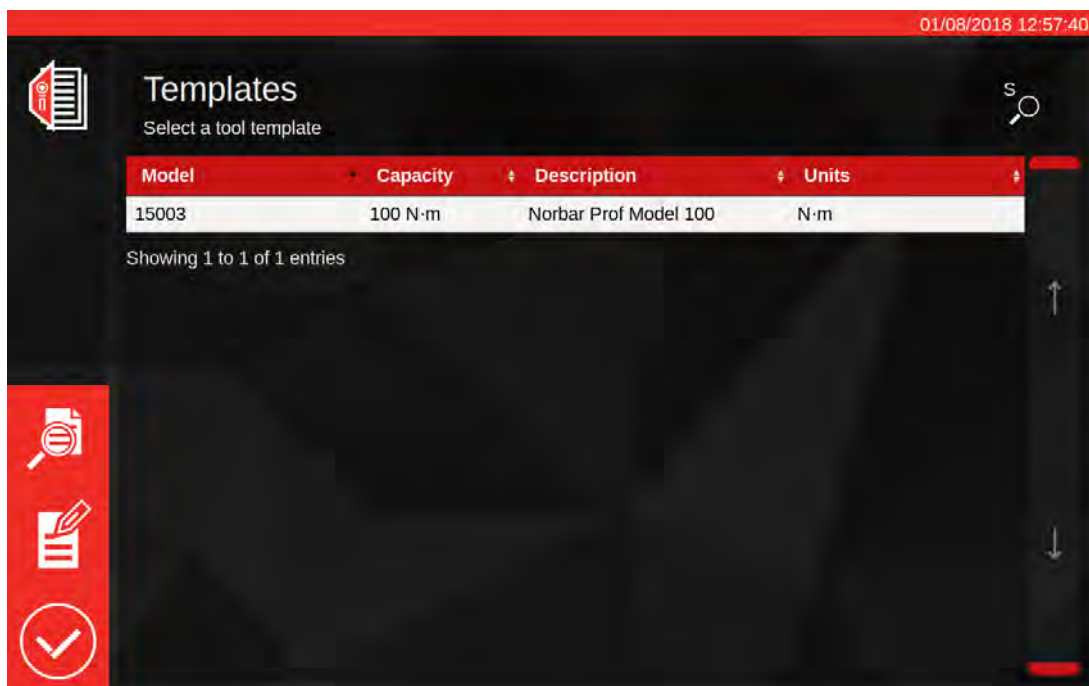 01/08/2018 12:57:40
Templates
S
Select a tool template
Model Capacity Description Units
15003 100 N·m Norbar Prof Model 100 N·m
Showing 1 to 1 of 1 entries